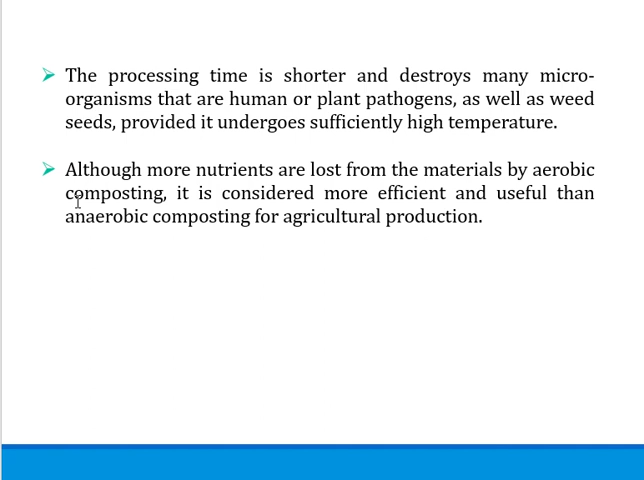 The processing time is shorter and destroys many micro-
organisms that are human or plant pathogens, as well as weed
seeds, provided it undergoes sufficiently high temperature.
Although more nutrients are lost from the materials by aerobic
composting, it is considered more efficient and useful than
anaerobic composting for agricultural production.